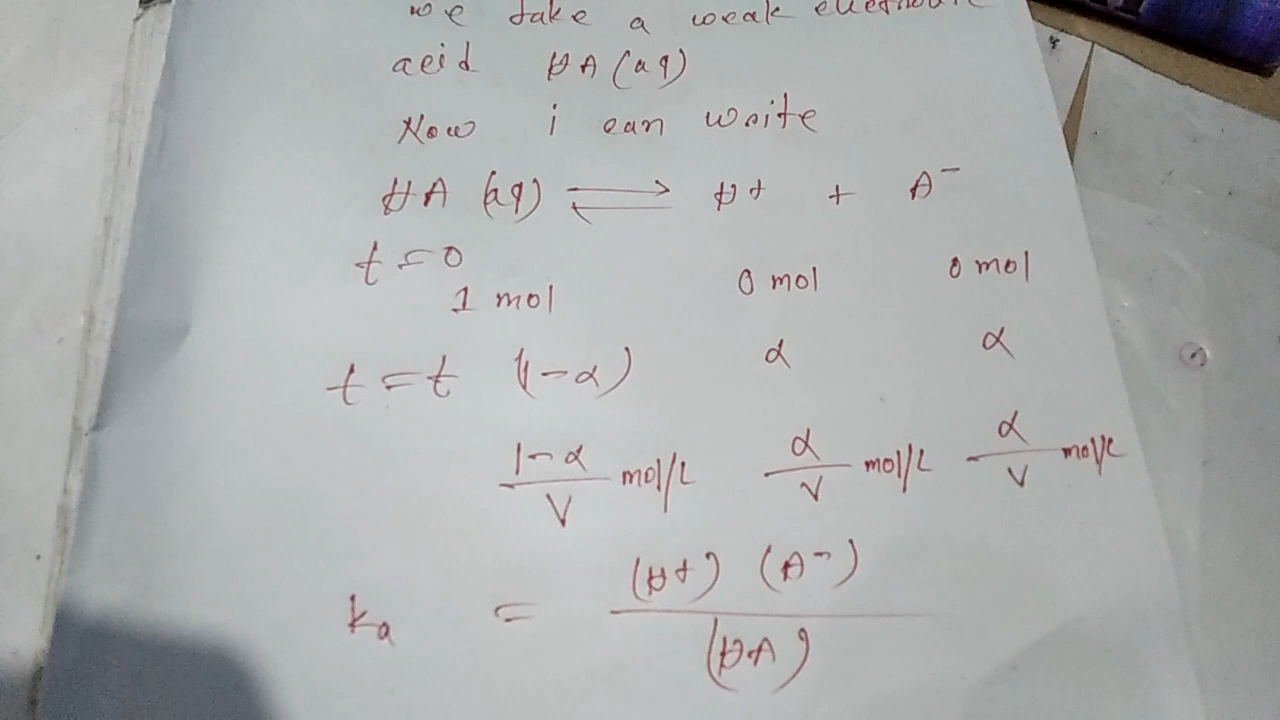 we take a weak
acid HA (aq)
Now i can write
HA (aq) ⇌ H+ + A⁻
t = 0
1 mol 0 mol 0 mol
t = t (1-α) α α
1-α/V mol/L α/V mol/L α/V mol/L
Ka = (H+) (A⁻)/(HA)